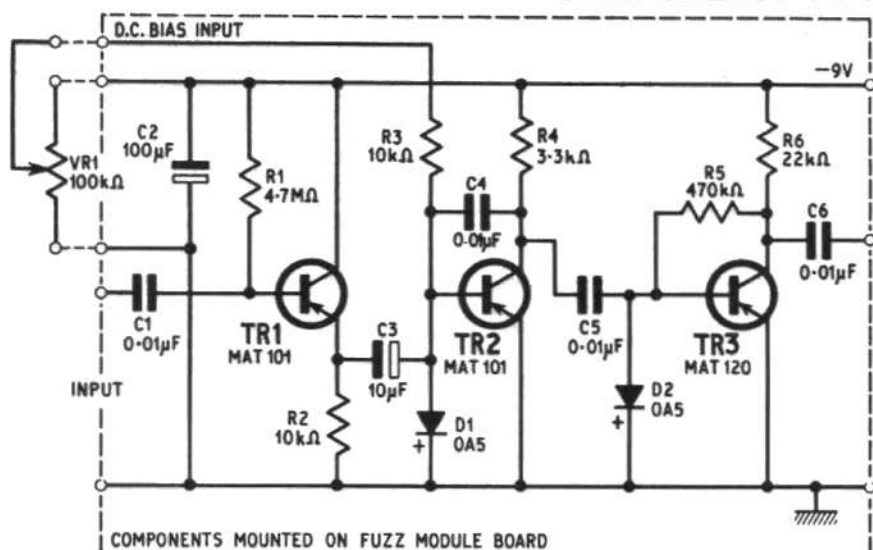 D.C. BIAS INPUT
−9V
C2
100µF
VR1
100kΩ
R1
4·7MΩ
R3
10kΩ
R4
3·3kΩ
R6
22kΩ
R5
470kΩ
C4
0·01µF
C6
0·01µF
C1
0·01µF
TR1
MAT 101
C3
10µF
TR2
MAT 101
C5
0·01µF
TR3
MAT 120
INPUT
R2
10kΩ
D1
OA5
+
D2
OA5
+
COMPONENTS MOUNTED ON FUZZ MODULE BOARD